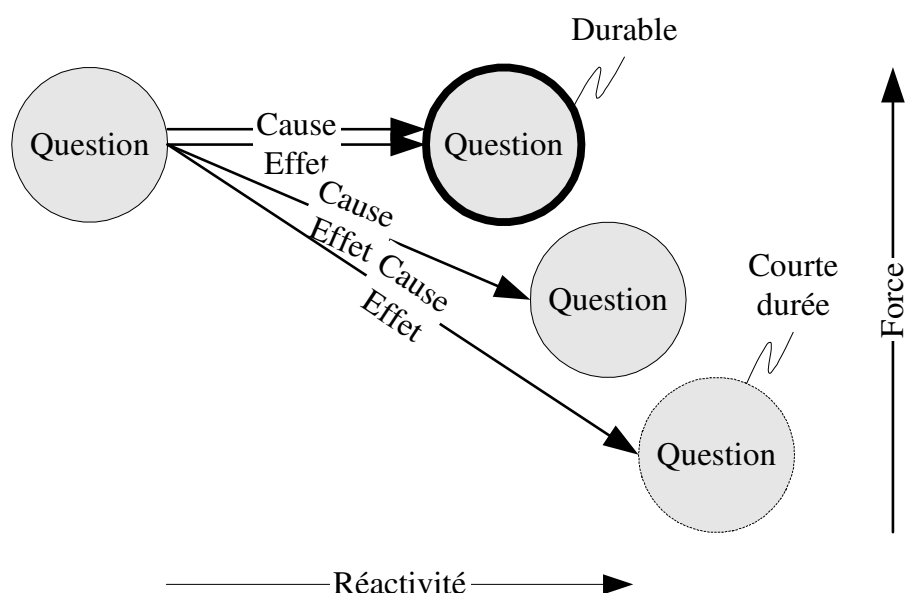 Durable
Question
Cause
Effet
Question
Cause
Effet
Cause
Effet
Question
Courte
durée
Force
Question
Réactivité